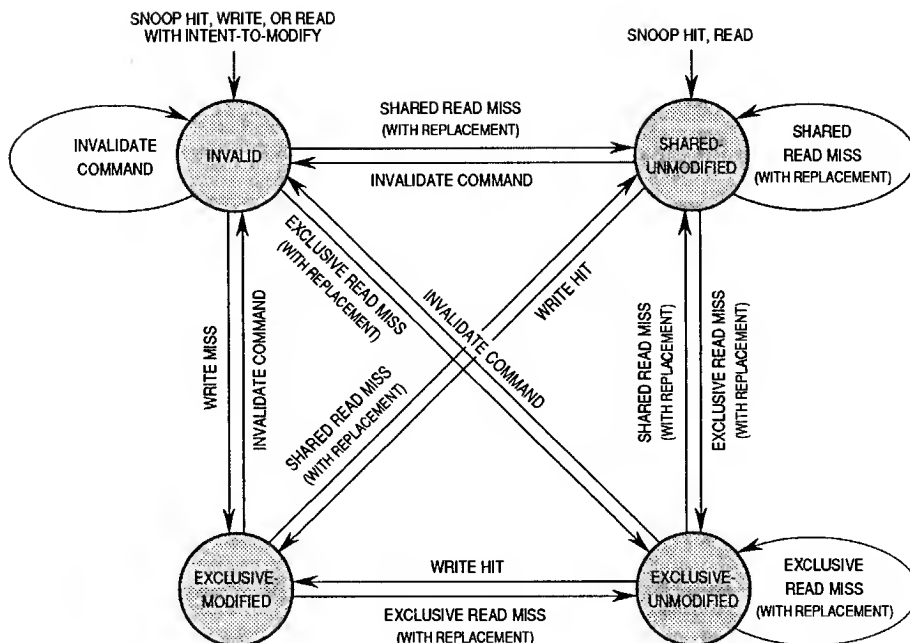 SNOOP HIT, WRITE, OR READ
WITH INTENT-TO-MODIFY
SNOOP HIT, READ
INVALIDATE
COMMAND
INVALID
SHARED READ MISS
(WITH REPLACEMENT)
INVALIDATE COMMAND
SHARED-
UNMODIFIED
SHARED
READ MISS
(WITH REPLACEMENT)
EXCLUSIVE READ MISS
(WITH REPLACEMENT)
INVALIDATE COMMAND
WRITE HIT
WRITE MISS
INVALIDATE COMMAND
SHARED READ MISS
(WITH REPLACEMENT)
SHARED READ MISS
(WITH REPLACEMENT)
EXCLUSIVE READ MISS
(WITH REPLACEMENT)
EXCLUSIVE-
MODIFIED
WRITE HIT
EXCLUSIVE READ MISS
(WITH REPLACEMENT)
EXCLUSIVE-
UNMODIFIED
EXCLUSIVE
READ MISS
(WITH REPLACEMENT)